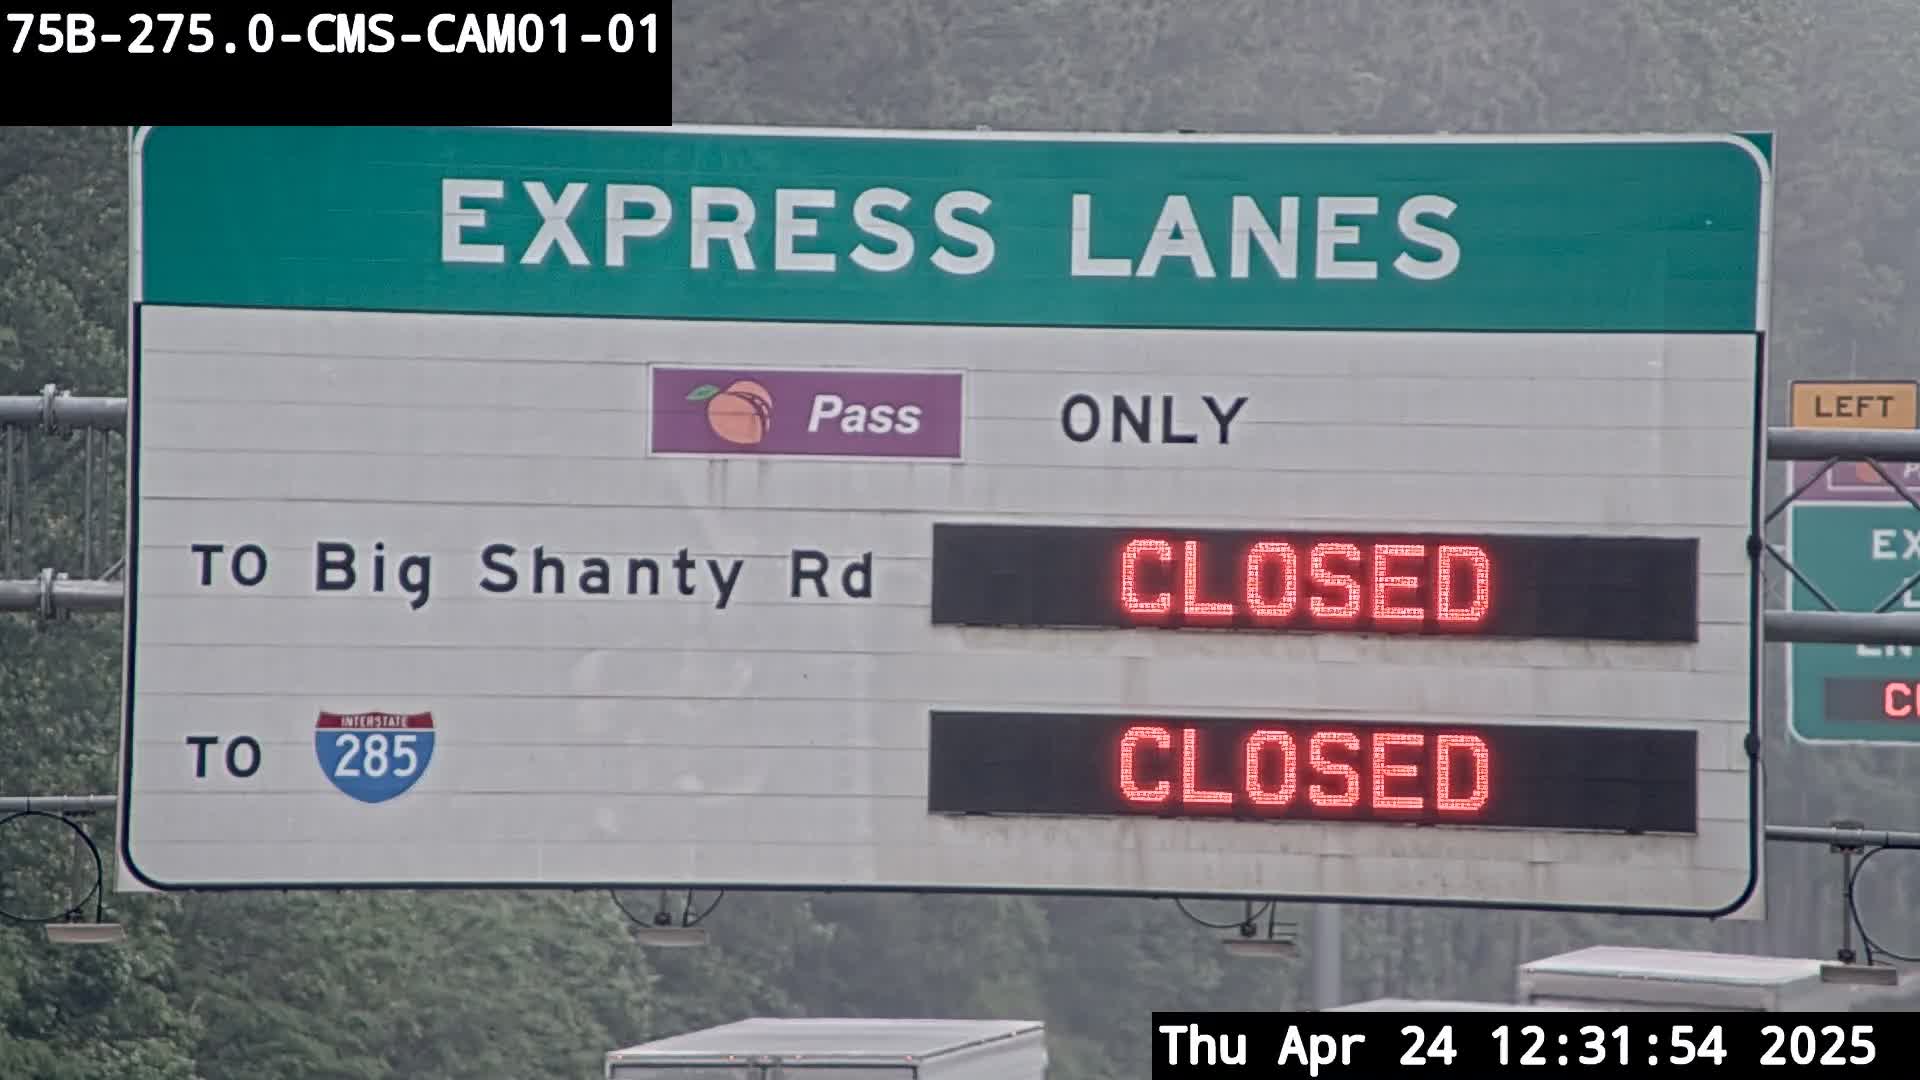 75B-275.0-CMS-CAM01-01
EXPRESS LANES
Pass ONLY
TO Big Shanty Rd CLOSED
TO INTERSTATE 285 CLOSED
LEFT
Thu Apr 24 12:31:54 2025